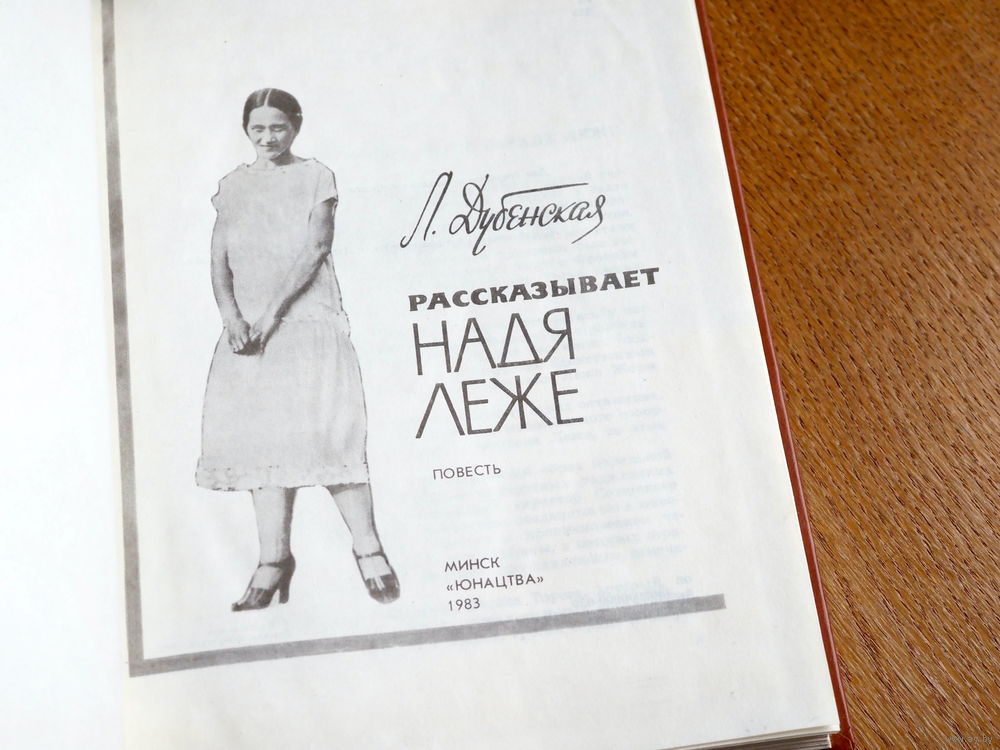 Л. Дубенская
РАССКАЗЫВАЕТ
НАДЯ
ЛЕЖЕ
ПОВЕСТЬ
МИНСК
«ЮНАЦТВА»
1983